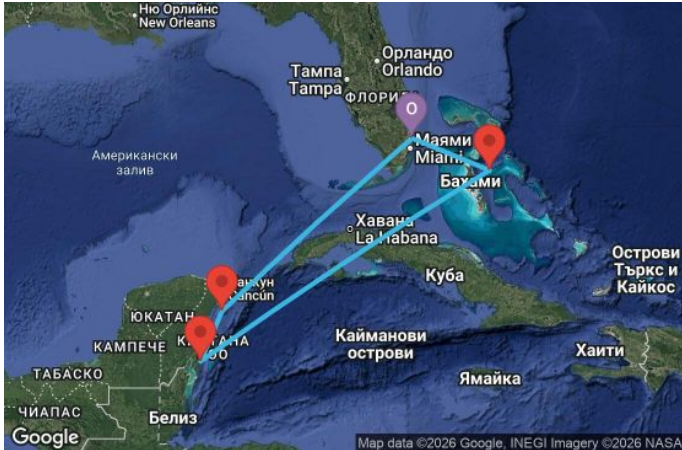 Ню Орлийнс
New Orleans
Орландо
Orlando
Тампа
Tampa
ФЛОРИДА
O
Маями
Miami
Бахами
Американски
залив
Хавана
La Habana
Куба
Острови
Търкс и
Кайкос
Cancún
ЮКАТАН
КАМПЕЧЕ
Кайманови
острови
Хаити
ТАБАСКО
Ямайка
ЧИАПАС
Белиз
Google
Map data ©2026 Google, INEGI Imagery ©2026 NASA